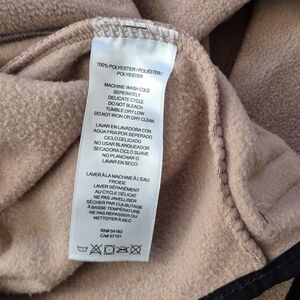 100% POLYESTER / POLIÉSTER /
POLYESTER
MACHINE WASH COLD
SEPERATELY
DELICATE CYCLE
DO NOT BLEACH
TUMBLE DRY LOW
DO NOT IRON OR DRY CLEAN
LAVAR EN LAVADORA CON
AGUA FRIA POR SEPARADO
CICLO DELICADO
NO USAR BLANQUEADOR
SECADORA CICLO SUAVE
NO PLANCHAR O
LAVAR EN SECO
LAVER À LA MACHINE À L'EAU
FROIDE
LAVER SÉPARÉMENT
AU CYCLE DÉLICAT
NE PAS JAVELLISER
SÉCHER PAR CULBUTAGE
À BASSE TEMPÉRATURE
NE PAS REPASSER OU
NETTOYER À SEC
RN# 54163
CA# 57151